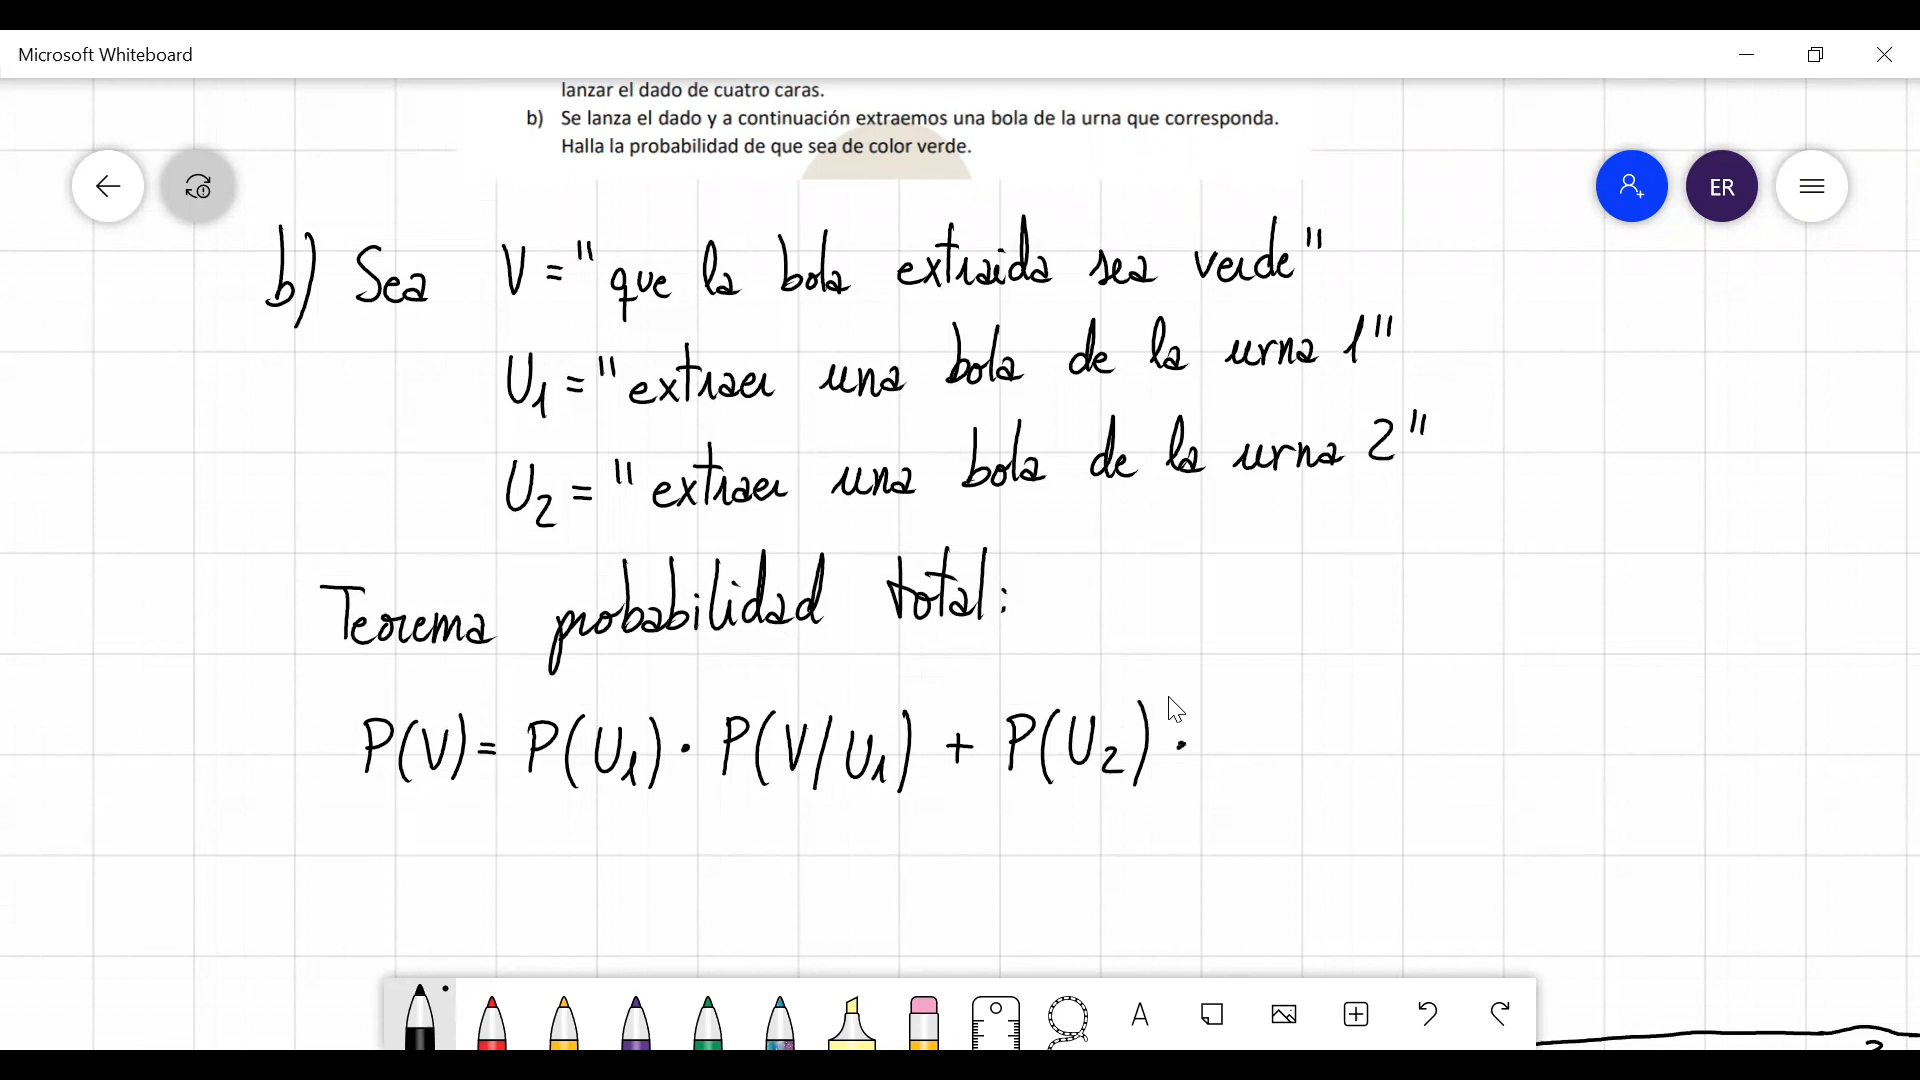 Microsoft Whiteboard
lanzar el dado de cuatro caras.
b) Se lanza el dado y a continuación extraemos una bola de la urna que corresponda.
Halla la probabilidad de que sea de color verde.
ER
b) Sea V = "que la bola extraida sea verde"
U₁ = "extraer una bola de la urna 1"
U₂ = "extraer una bola de la urna 2"
Teorema probabilidad total:
P(V) = P(U₁) · P(V/U₁) + P(U₂) ·
A